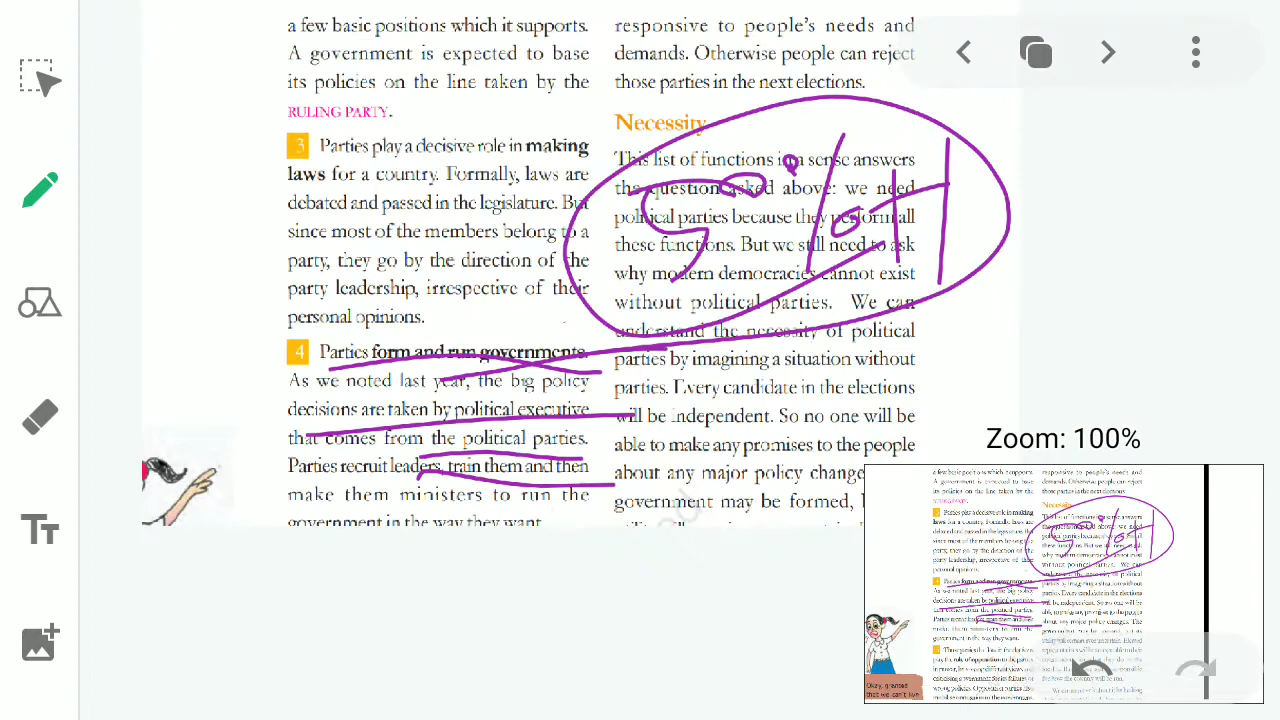 a few basic positions which it supports.
A government is expected to base
its policies on the line taken by the
RULING PARTY.
3 Parties play a decisive role in making
laws for a country. Formally, laws are
debated and passed in the legislature. But
since most of the members belong to a
party, they go by the direction of the
party leadership, irrespective of their
personal opinions.
4 Parties form and run governments.
As we noted last year, the big policy
decisions are taken by political executive
that comes from the political parties.
Parties recruit leaders, train them and then
make them ministers to run the
government in the way they want.
responsive to people's needs and
demands. Otherwise people can reject
those parties in the next elections.
Necessity
This list of functions in a sense answers
the question asked above: we need
political parties because they perform all
these functions. But we still need to ask
why modern democracies cannot exist
without political parties. We can
understand the necessity of political
parties by imagining a situation without
parties. Every candidate in the elections
will be independent. So no one will be
able to make any promises to the people
about any major policy change
government may be formed,
Zoom: 100%
Okay, granted
that we can't live